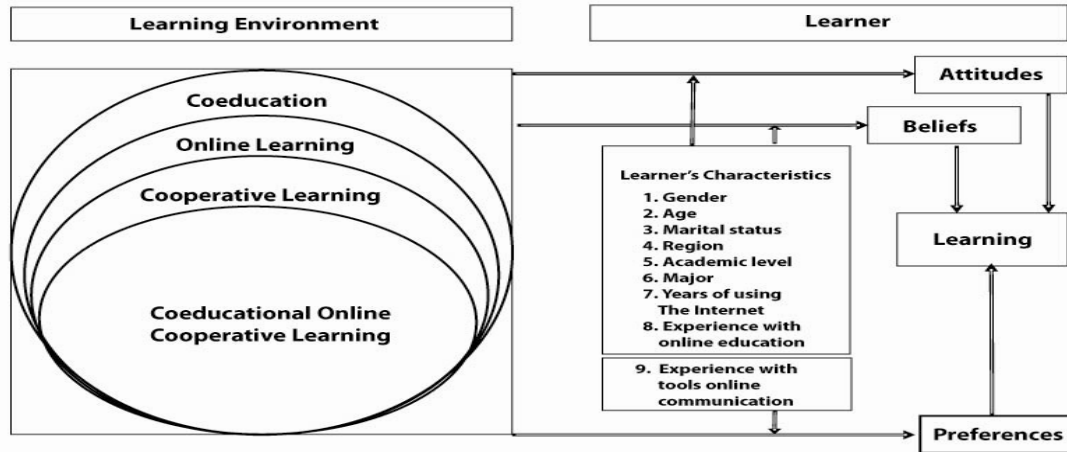 Learning Environment
Learner
Coeducation
Online Learning
Cooperative Learning
Coeducational Online
Cooperative Learning
Attitudes
Beliefs
Learner's Characteristics
1. Gender
2. Age
3. Marital status
4. Region
5. Academic level
6. Major
7. Years of using
The Internet
8. Experience with
online education
9. Experience with
tools online
communication
Learning
Preferences